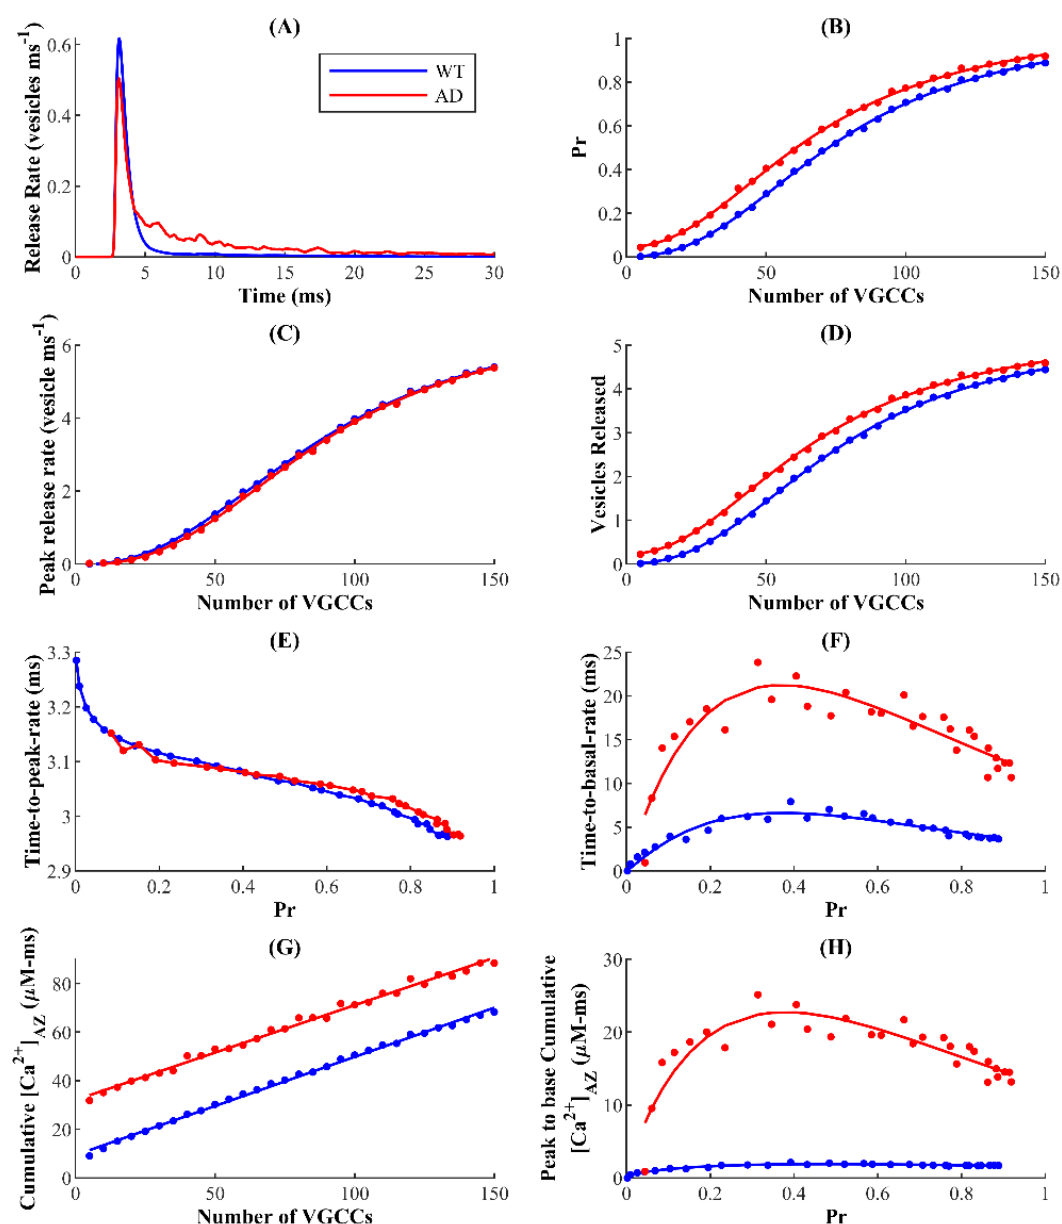 (A)
Release Rate (vesicles ms⁻¹)
0.6
0.4
0.2
0
0 5 10 15 20 25 30
Time (ms)
WT
AD
(B)
Pr
1
0.8
0.6
0.4
0.2
0
0 50 100 150
Number of VGCCs
(C)
Peak release rate (vesicle ms⁻¹)
6
4
2
0
0 50 100 150
Number of VGCCs
(D)
Vesicles Released
5
4
3
2
1
0
0 50 100 150
Number of VGCCs
(E)
Time-to-peak-rate (ms)
3.3
3.2
3.1
3
2.9
0 0.2 0.4 0.6 0.8 1
Pr
(F)
Time-to-basal-rate (ms)
25
20
15
10
5
0
0 0.2 0.4 0.6 0.8 1
Pr
(G)
Cumulative [Ca²⁺]AZ (μM-ms)
80
60
40
20
0
0 50 100 150
Number of VGCCs
(H)
Peak to base Cumulative
[Ca²⁺]AZ (μM-ms)
30
20
10
0
0 0.2 0.4 0.6 0.8 1
Pr